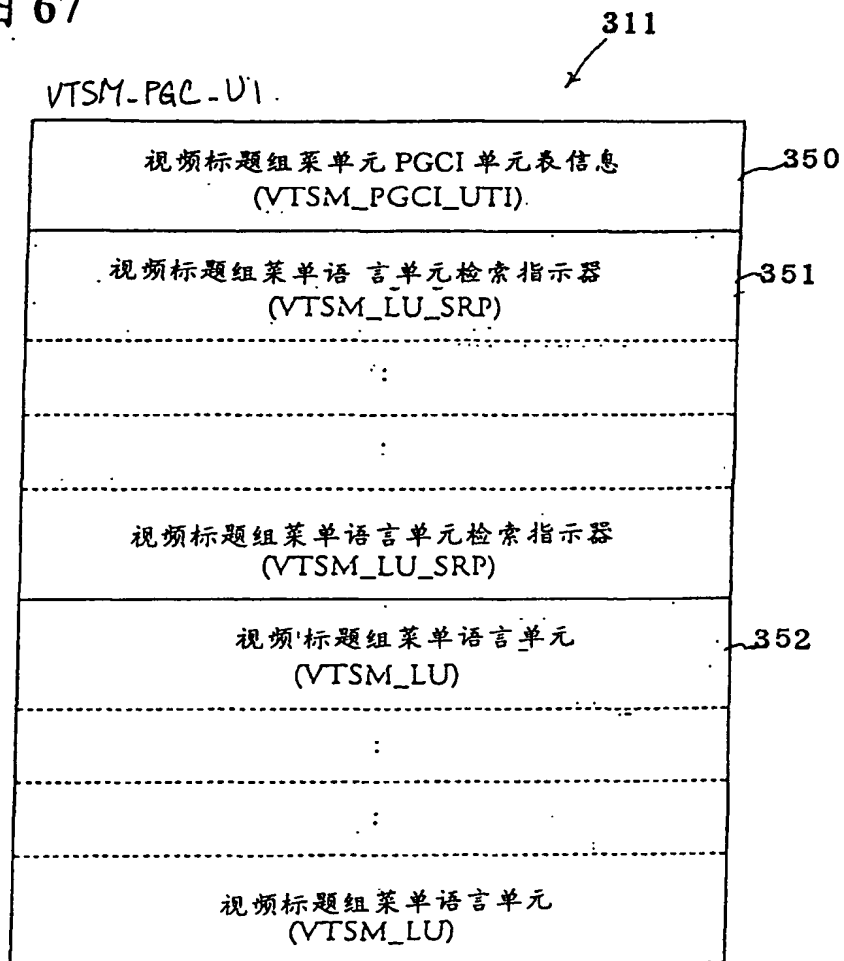 67
311
VTSM-PGC-UI.
视频标题组菜单元 PGCI 单元表信息
(VTSM_PGCI_UTI)
350
视频标题组菜单语 言单元检索指示器
(VTSM_LU_SRP)
351
:
:
视频标题组菜单语言单元检索指示器
(VTSM_LU_SRP)
视频标题组菜单语言单元
(VTSM_LU)
352
:
:
视频标题组菜单语言单元
(VTSM_LU)